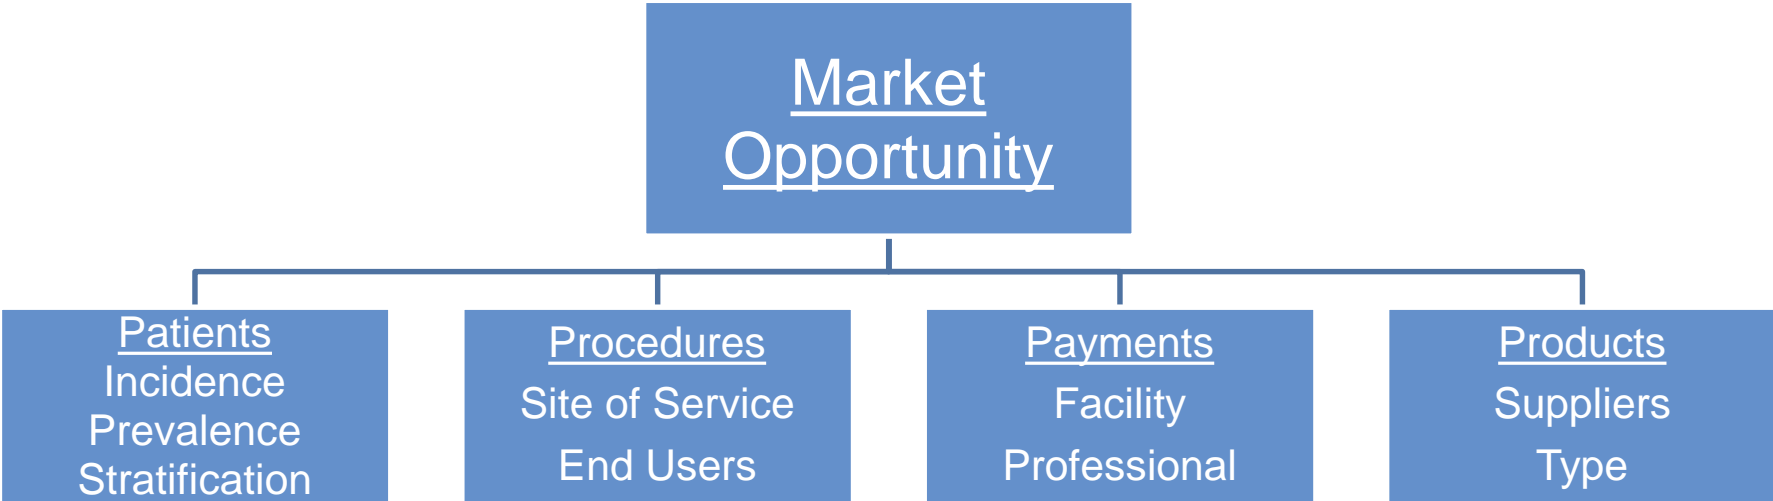 Market
Opportunity
Patients
Incidence
Prevalence
Stratification
Procedures
Site of Service
End Users
Payments
Facility
Professional
Products
Suppliers
Type